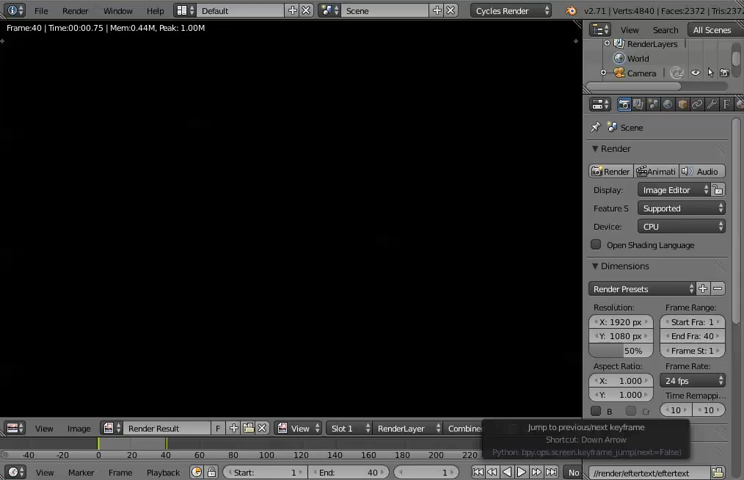 File Render Window Help Default Scene Cycles Render v2.71 | Verts:4840 | Faces:2372 | Tris:237
Frame:40 | Time:00:00.75 | Mem:0.44M, Peak: 1.00M
View Search All Scenes
RenderLayers
World
Camera
Scene
Render
Render Animati Audio
Display: Image Editor
Feature S Supported
Device: CPU
Open Shading Language
Dimensions
Render Presets
Resolution: Frame Range:
X: 1920 px Start Fra: 1
Y: 1080 px End Fra: 40
50% Frame St: 1
Aspect Ratio: Frame Rate:
X: 1.000 24 fps
Y: 1.000 Time Remappi...
B Cr 10 10
View Image Render Result F View Slot 1 RenderLayer Combine
Jump to previous/next keyframe
Shortcut: Down Arrow
Python: bpy.ops.screen.keyframe_jump(next=False)
-40 -20 0 20 40 60 80 100 120 140 160 180 200 220
View Marker Frame Playback Start: 1 End: 40 1 No
//render/eftertext/eftertext